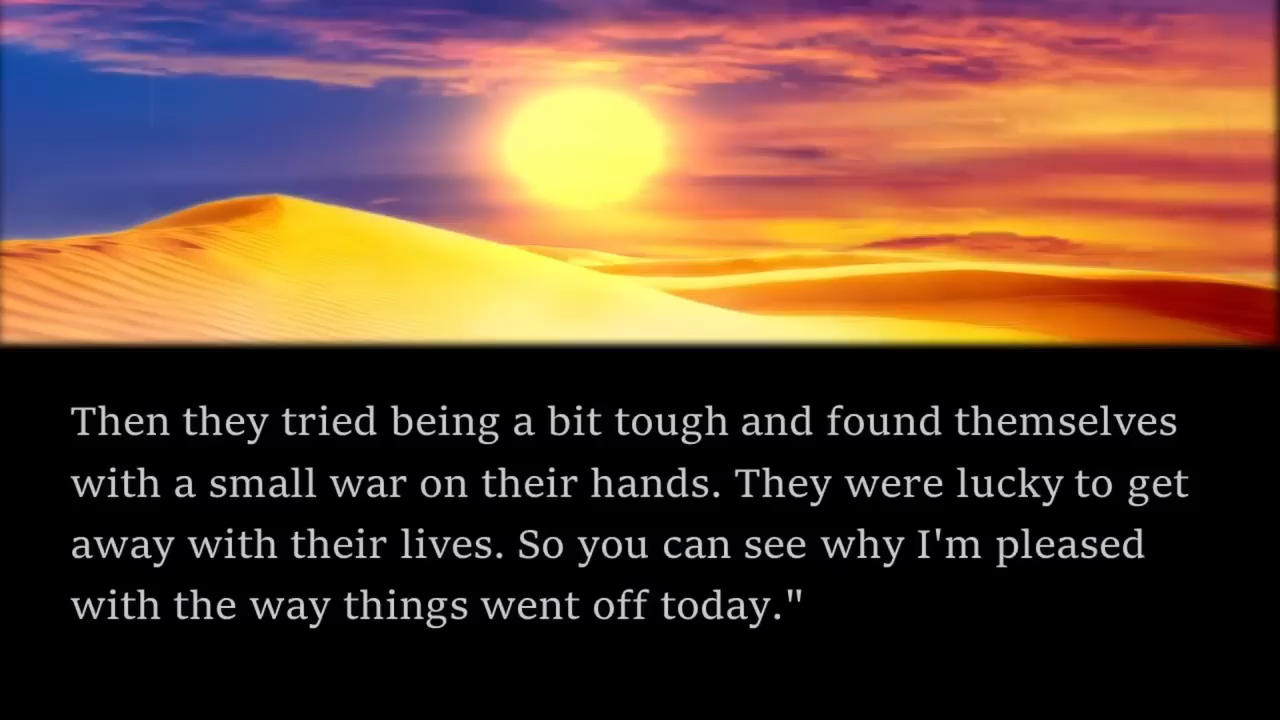 Then they tried being a bit tough and found themselves
with a small war on their hands. They were lucky to get
away with their lives. So you can see why I'm pleased
with the way things went off today."